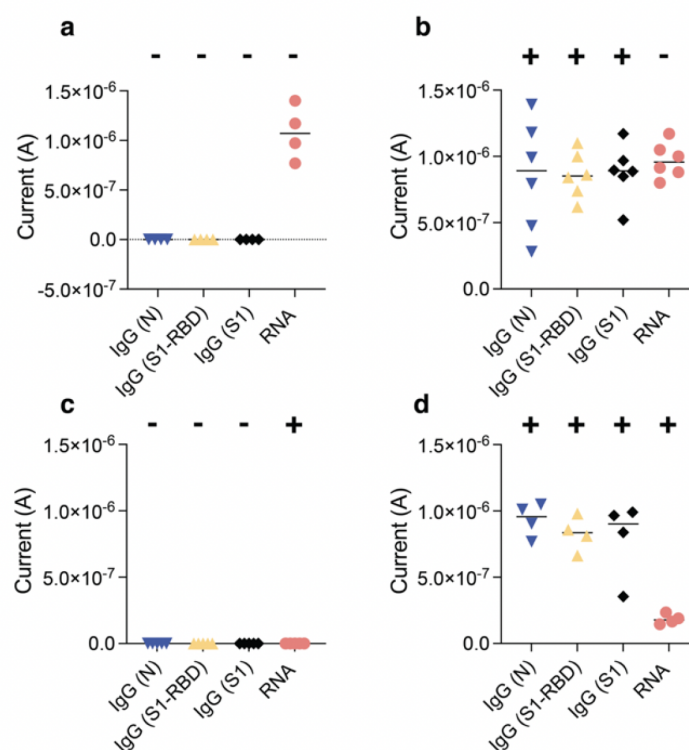 a
- - - -
1.5×10⁻⁶
1.0×10⁻⁶
5.0×10⁻⁷
0.0
-5.0×10⁻⁷
Current (A)
IgG (N)
IgG (S1-RBD)
IgG (S1)
RNA
b
+ + + -
1.5×10⁻⁶
1.0×10⁻⁶
5.0×10⁻⁷
0.0
Current (A)
IgG (N)
IgG (S1-RBD)
IgG (S1)
RNA
c
- - - +
1.5×10⁻⁶
1.0×10⁻⁶
5.0×10⁻⁷
0.0
Current (A)
IgG (N)
IgG (S1-RBD)
IgG (S1)
RNA
d
+ + + +
1.5×10⁻⁶
1.0×10⁻⁶
5.0×10⁻⁷
0.0
Current (A)
IgG (N)
IgG (S1-RBD)
IgG (S1)
RNA